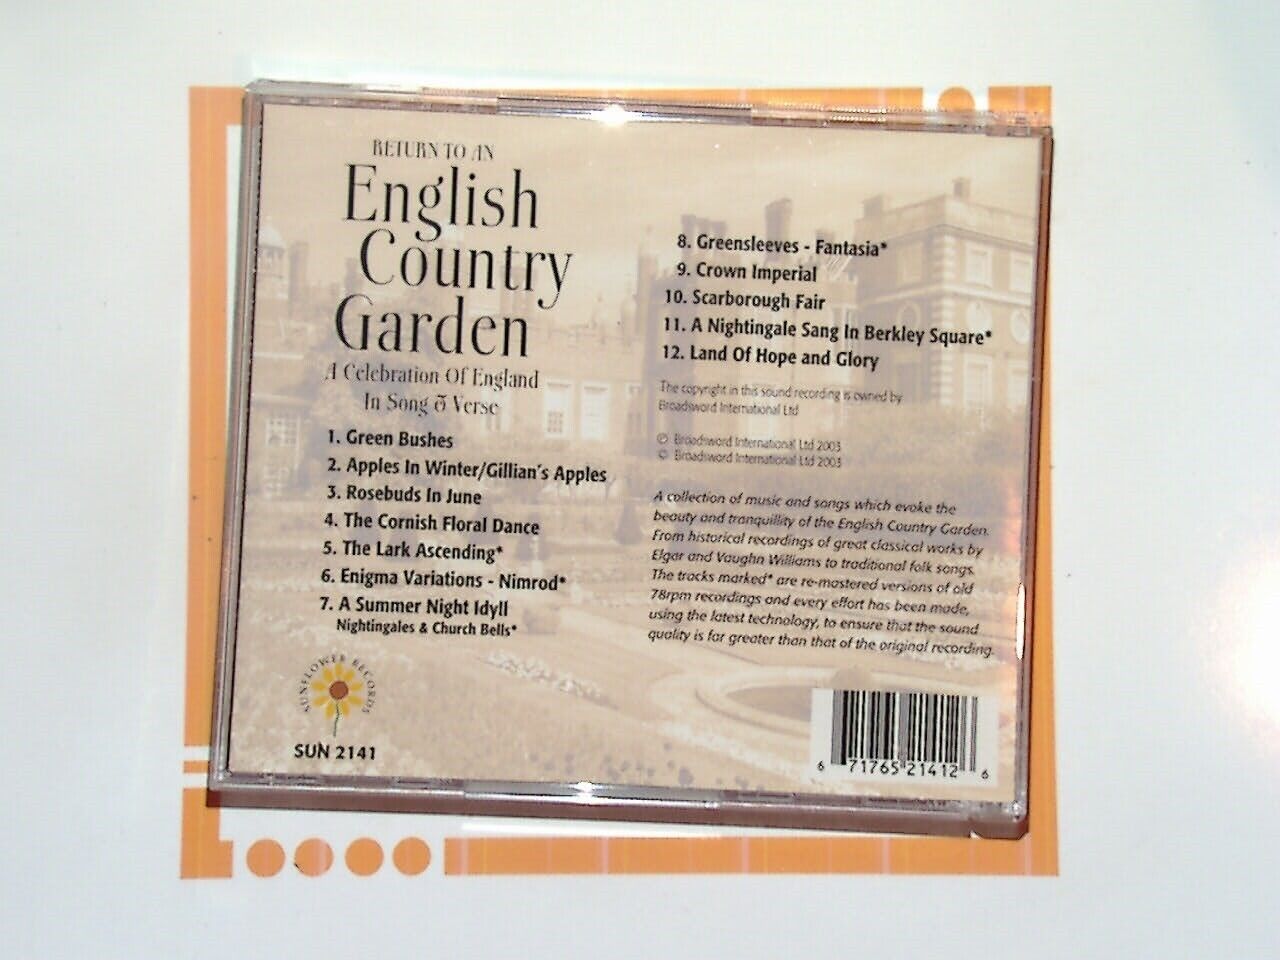 RETURN TO AN
English
Country
Garden
A Celebration Of England
In Song & Verse
1. Green Bushes
2. Apples In Winter/Gillian's Apples
3. Rosebuds In June
4. The Cornish Floral Dance
5. The Lark Ascending*
6. Enigma Variations - Nimrod*
7. A Summer Night Idyll
Nightingales & Church Bells*
SUNFLOWER RECORDS
SUN 2141
8. Greensleeves - Fantasia*
9. Crown Imperial
10. Scarborough Fair
11. A Nightingale Sang In Berkley Square*
12. Land Of Hope and Glory
The copyright in this sound recording is owned by
Broadsword International Ltd
℗ Broadsword International Ltd 2003
© Broadsword International Ltd 2003
A collection of music and songs which evoke the
beauty and tranquillity of the English Country Garden.
From historical recordings of great classical works by
Elgar and Vaughn Williams to traditional folk songs.
The tracks marked* are re-mastered versions of old
78rpm recordings and every effort has been made,
using the latest technology, to ensure that the sound
quality is far greater than that of the original recording.
6 71765 21412 6